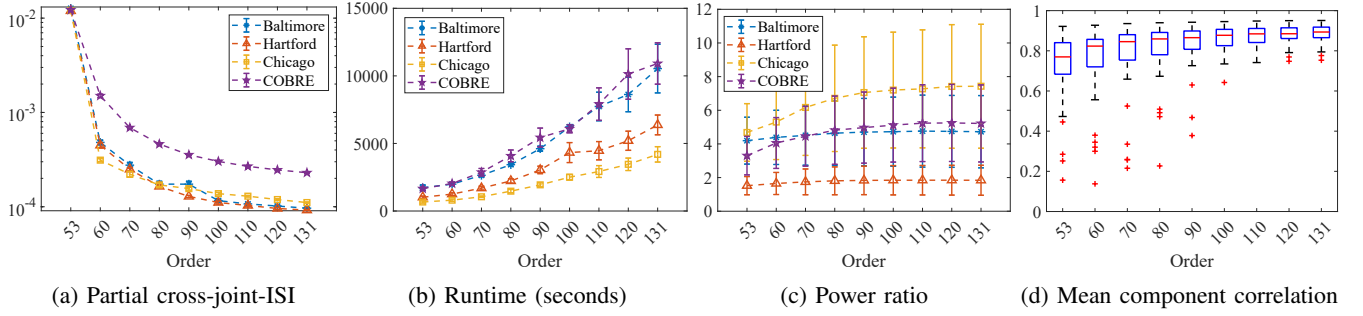 10⁻²
10⁻³
10⁻⁴
53
60
70
80
90
100
110
120
131
Order
Baltimore
Hartford
Chicago
COBRE
(a) Partial cross-joint-ISI
15000
10000
5000
0
53
60
70
80
90
100
110
120
131
Order
Baltimore
Hartford
Chicago
COBRE
(b) Runtime (seconds)
12
10
8
6
4
2
0
53
60
70
80
90
100
110
120
131
Order
Baltimore
Hartford
Chicago
COBRE
(c) Power ratio
1
0.8
0.6
0.4
0.2
0
53
60
70
80
90
100
110
120
131
Order
(d) Mean component correlation